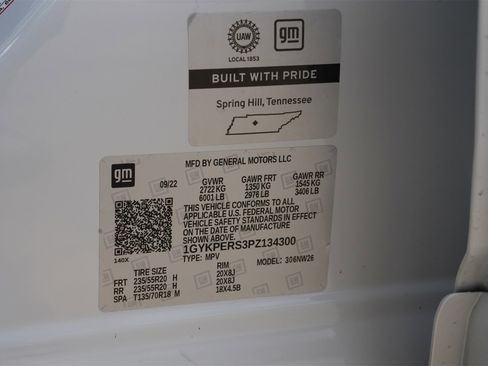 UAW
gm
LOCAL 1853
BUILT WITH PRIDE
Spring Hill, Tennessee
gm
MFD BY GENERAL MOTORS LLC
09/22 GVWR GAWR FRT GAWR RR
2722 KG 1350 KG 1545 KG
6001 LB 2976 LB 3406 LB
THIS VEHICLE CONFORMS TO ALL
APPLICABLE U.S. FEDERAL MOTOR
VEHICLE SAFETY STANDARDS IN EFFECT
ON THE DATE OF MANUFACTURE
SHOWN ABOVE.
1GYKPERS3PZ134300
140X TYPE: MPV MODEL: 306NW26
TIRE SIZE RIM
FRT 235/55R20 H 20X8J
RR 235/55R20 H 20X8J
SPA T135/70R18 M 18X4.5B